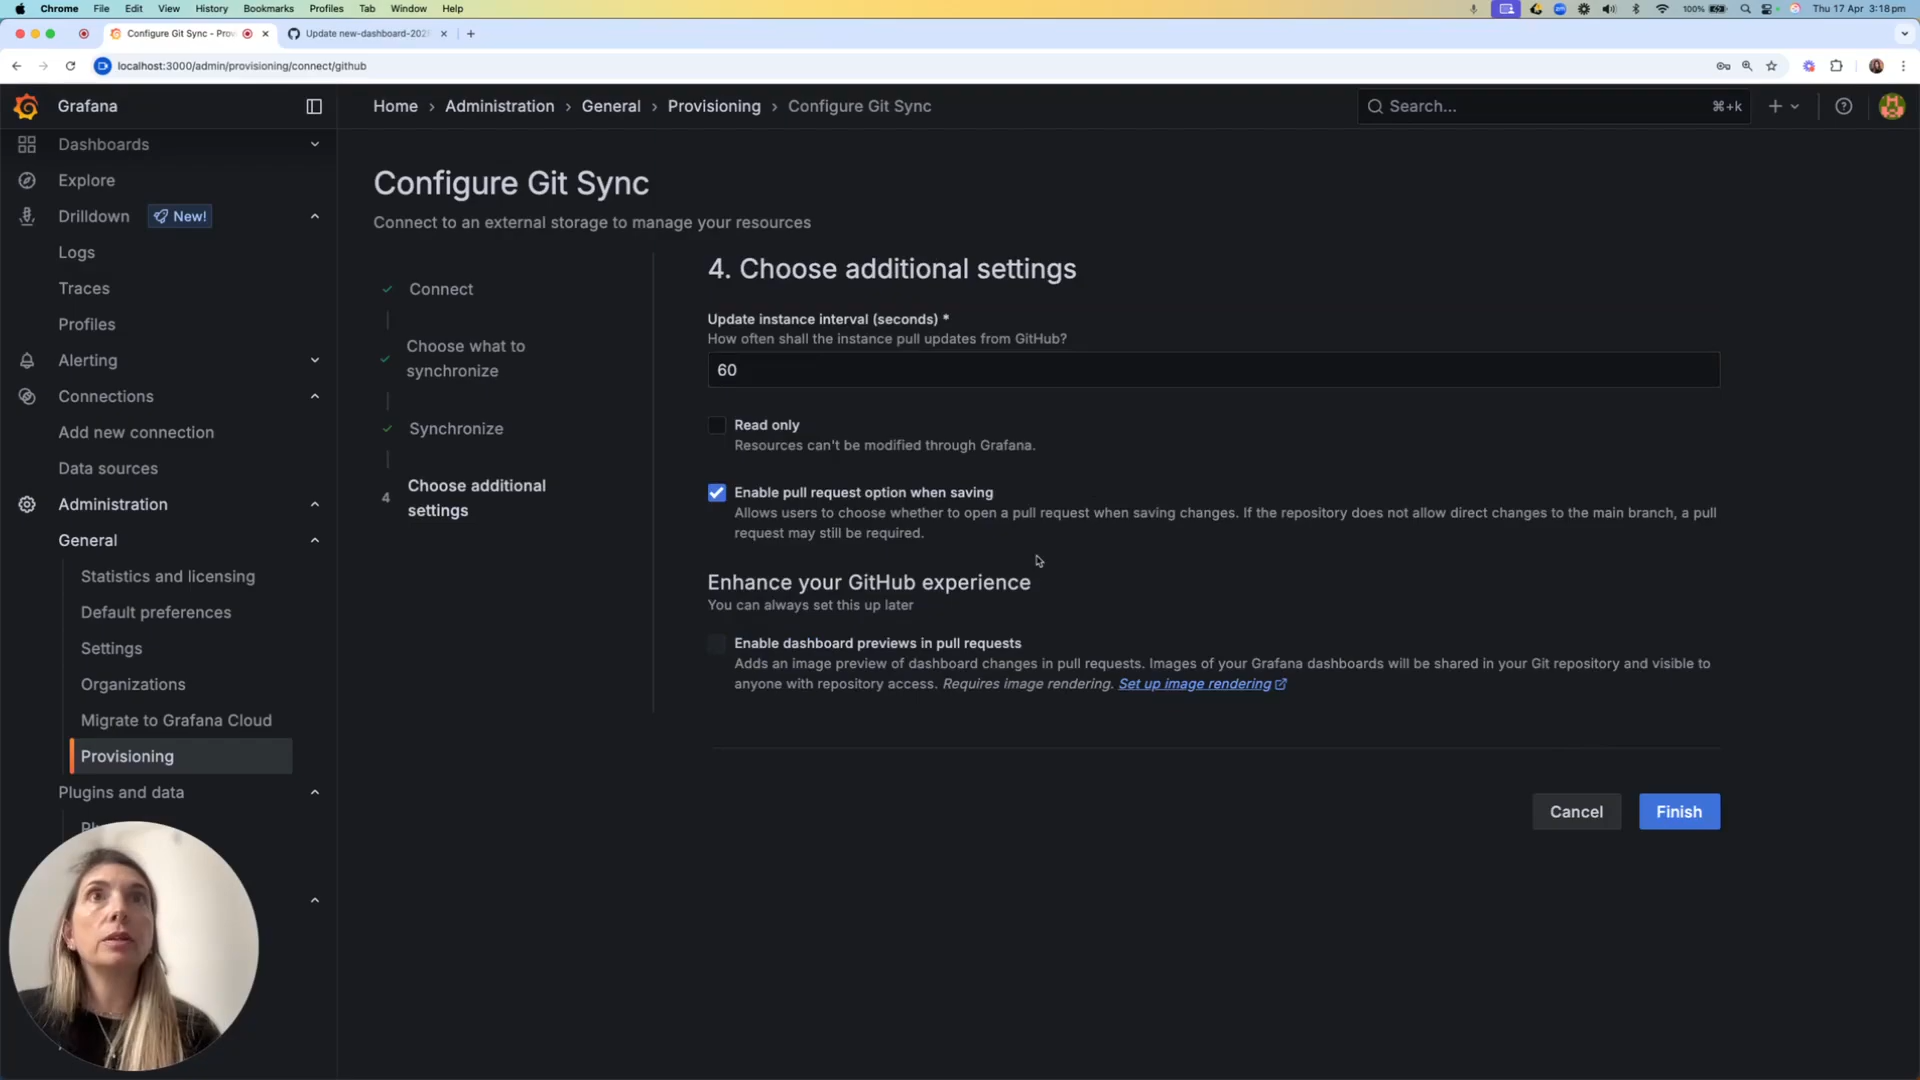 Chrome File Edit View History Bookmarks Profiles Tab Window Help
100% Thu 17 Apr 3:18 pm
Configure Git Sync - Prov
Update new-dashboard-202
localhost:3000/admin/provisioning/connect/github
Grafana
Home › Administration › General › Provisioning › Configure Git Sync
Search...
⌘+k
Dashboards
Explore
Drilldown
New!
Logs
Traces
Profiles
Alerting
Connections
Add new connection
Data sources
Administration
General
Statistics and licensing
Default preferences
Settings
Organizations
Migrate to Grafana Cloud
Provisioning
Plugins and data
Configure Git Sync
Connect to an external storage to manage your resources
Connect
Choose what to
synchronize
Synchronize
4 Choose additional
settings
4. Choose additional settings
Update instance interval (seconds) *
How often shall the instance pull updates from GitHub?
60
Read only
Resources can't be modified through Grafana.
Enable pull request option when saving
Allows users to choose whether to open a pull request when saving changes. If the repository does not allow direct changes to the main branch, a pull
request may still be required.
Enhance your GitHub experience
You can always set this up later
Enable dashboard previews in pull requests
Adds an image preview of dashboard changes in pull requests. Images of your Grafana dashboards will be shared in your Git repository and visible to
anyone with repository access. Requires image rendering. Set up image rendering
Cancel
Finish